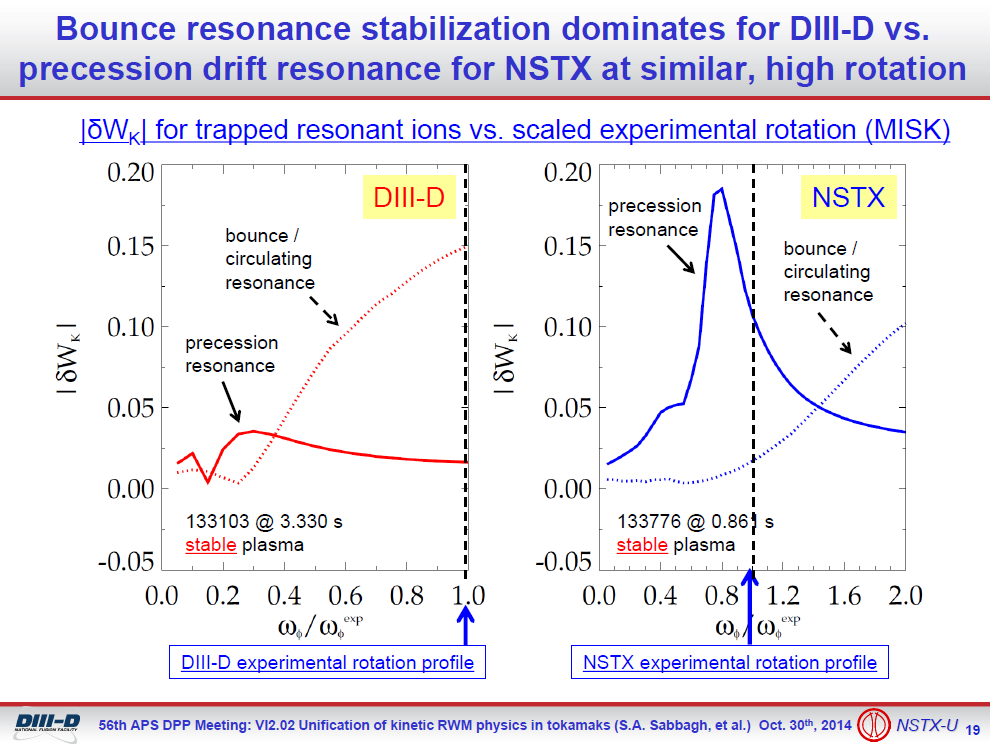 Bounce resonance stabilization dominates for DIII-D vs.
precession drift resonance for NSTX at similar, high rotation
|δWK| for trapped resonant ions vs. scaled experimental rotation (MISK)
0.20
0.15
0.10
0.05
0.00
-0.05
|δWK|
DIII-D
bounce /
circulating
resonance
precession
resonance
133103 @ 3.330 s
stable plasma
0.0 0.2 0.4 0.6 0.8 1.0
ωϕ/ωϕexp
DIII-D experimental rotation profile
0.20
0.15
0.10
0.05
0.00
-0.05
|δWK|
NSTX
precession
resonance
bounce /
circulating
resonance
133776 @ 0.861 s
stable plasma
0.0 0.4 0.8 1.2 1.6 2.0
ωϕ/ωϕexp
NSTX experimental rotation profile
DIII-D
NATIONAL FUSION FACILITY
56th APS DPP Meeting: VI2.02 Unification of kinetic RWM physics in tokamaks (S.A. Sabbagh, et al.) Oct. 30th, 2014
NSTX-U
19